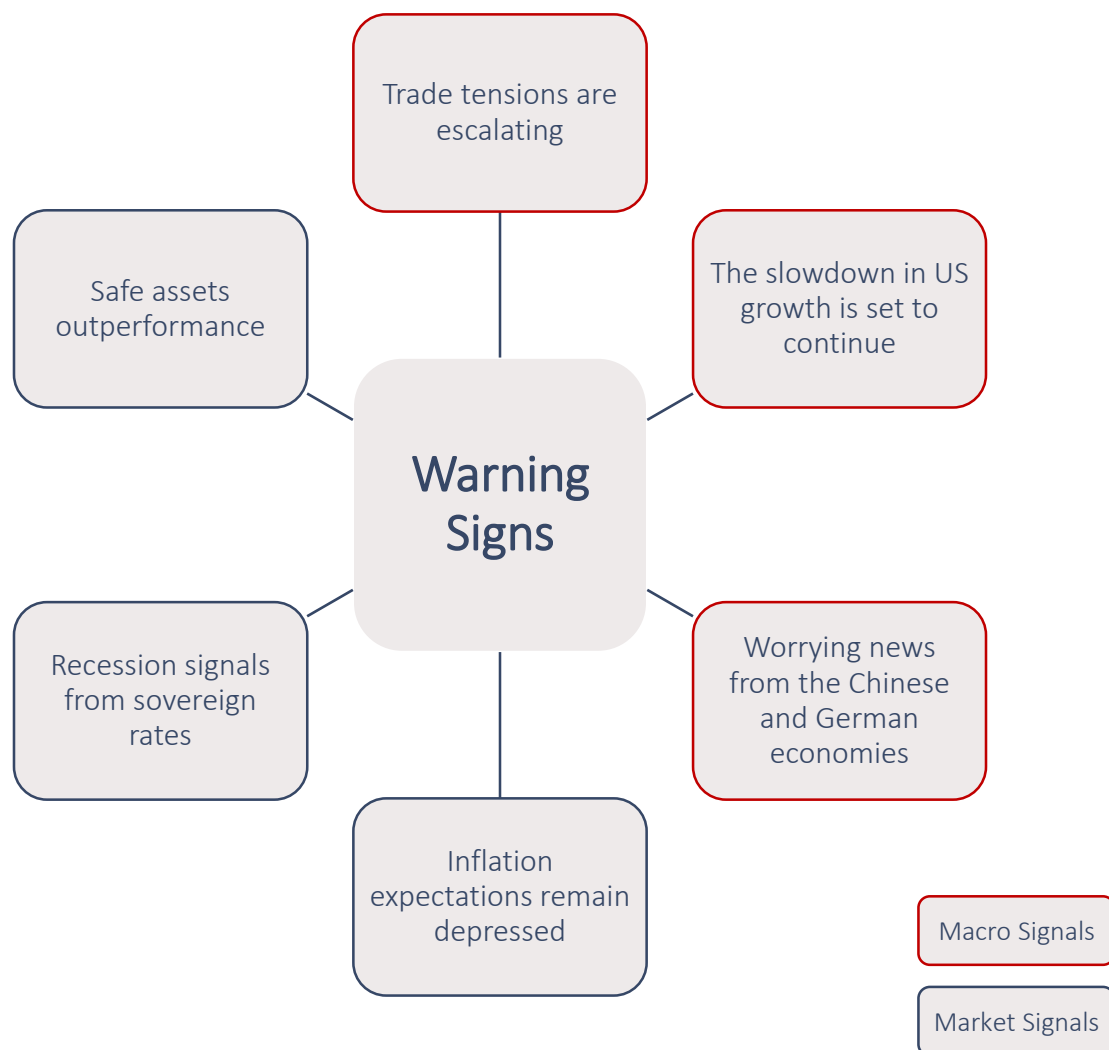 Trade tensions are
escalating
Safe assets
outperformance
The slowdown in US
growth is set to
continue
Warning
Signs
Recession signals
from sovereign
rates
Worrying news
from the Chinese
and German
economies
Inflation
expectations remain
depressed
Macro Signals
Market Signals